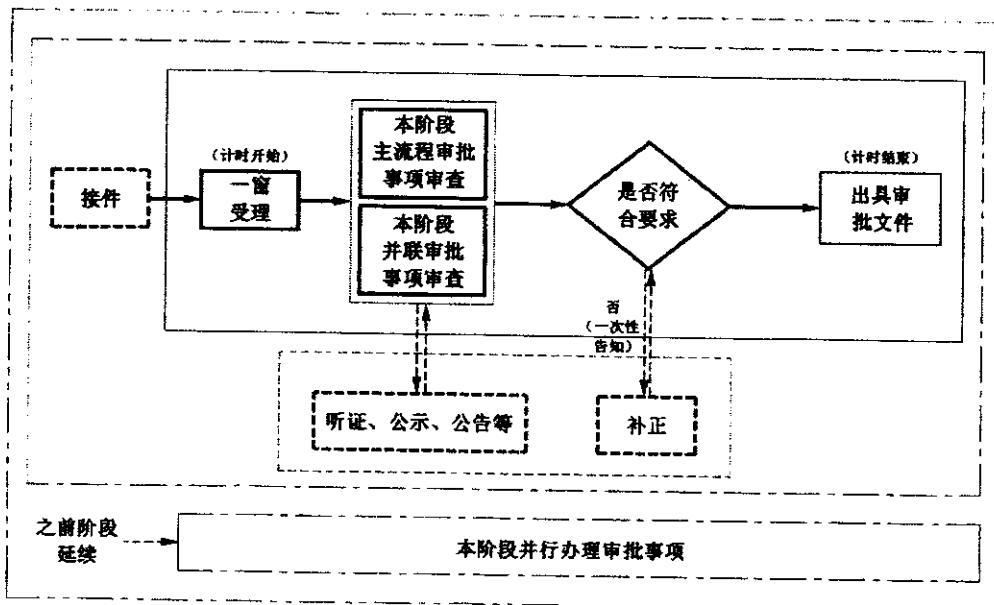 本阶段
主流程审批
事项审查
(计时开始)
(计时结束)
接件
一窗
受理
是否符
合要求
出具审
批文件
本阶段
并联审批
事项审查
否
(一次性
告知)
听证、公示、公告等
补正
之前阶段
延续
本阶段并行办理审批事项